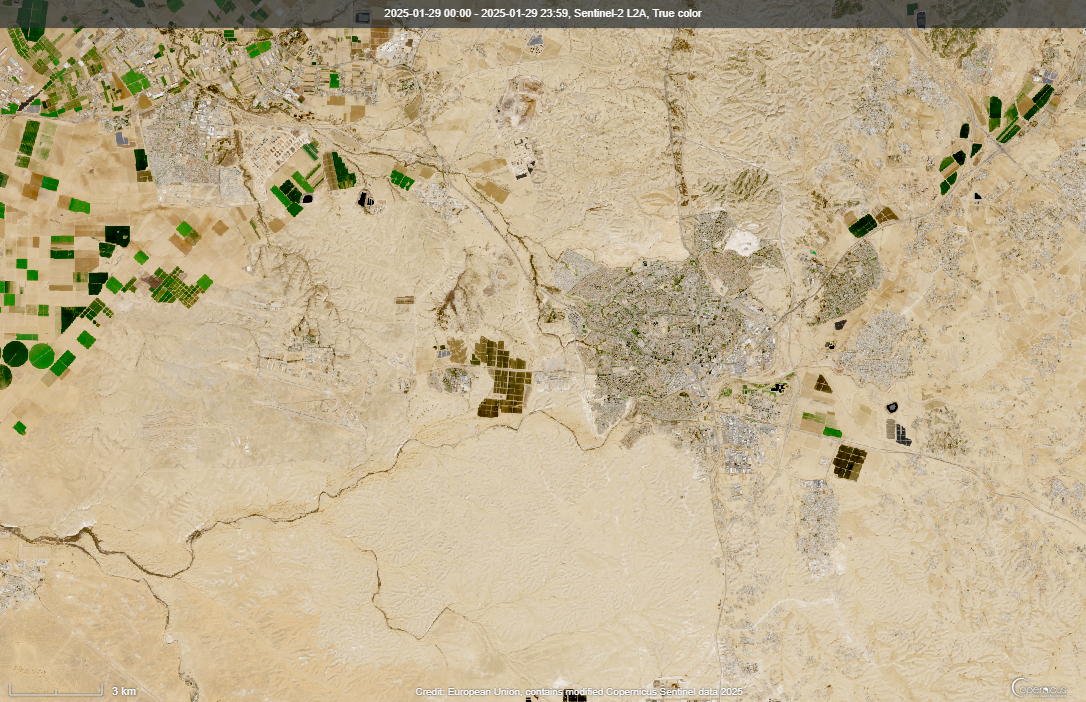 2025-01-29 00:00 - 2025-01-29 23:59, Sentinel-2 L2A, True color
3 km
Credit: European Union, contains modified Copernicus Sentinel data 2025
opernicus